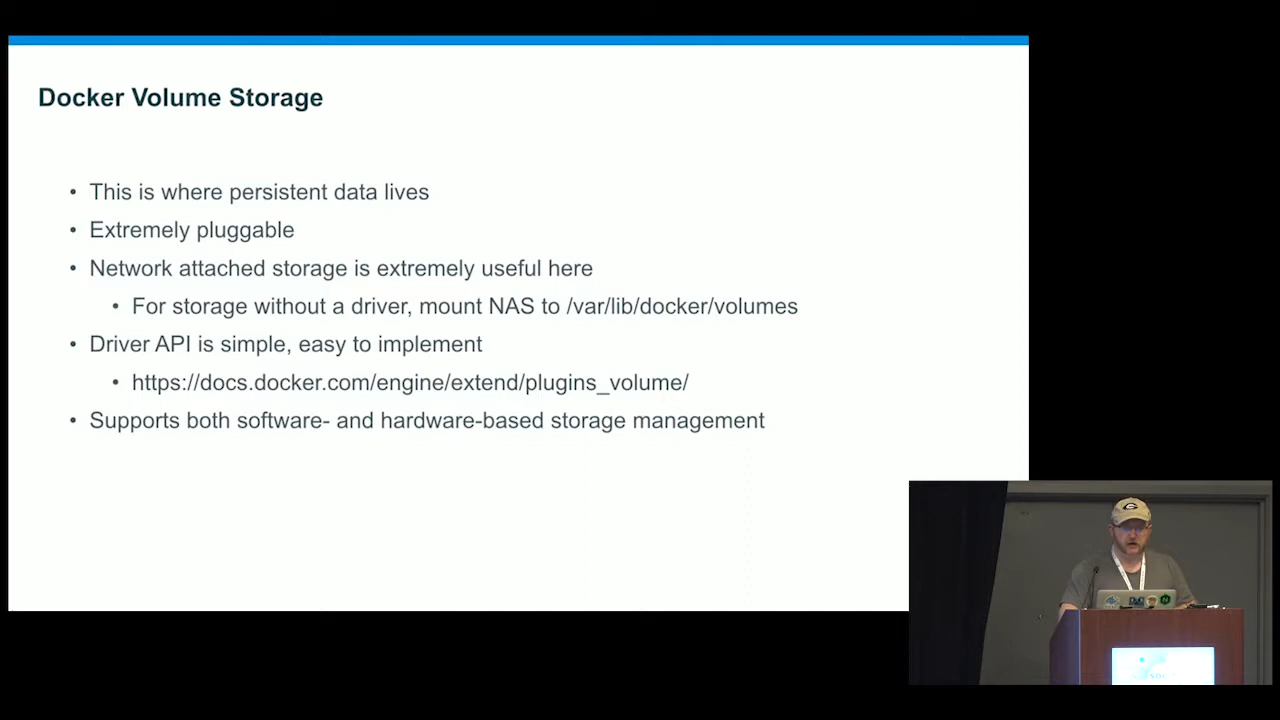 Docker Volume Storage
• This is where persistent data lives
• Extremely pluggable
• Network attached storage is extremely useful here
• For storage without a driver, mount NAS to /var/lib/docker/volumes
• Driver API is simple, easy to implement
• https://docs.docker.com/engine/extend/plugins_volume/
• Supports both software- and hardware-based storage management